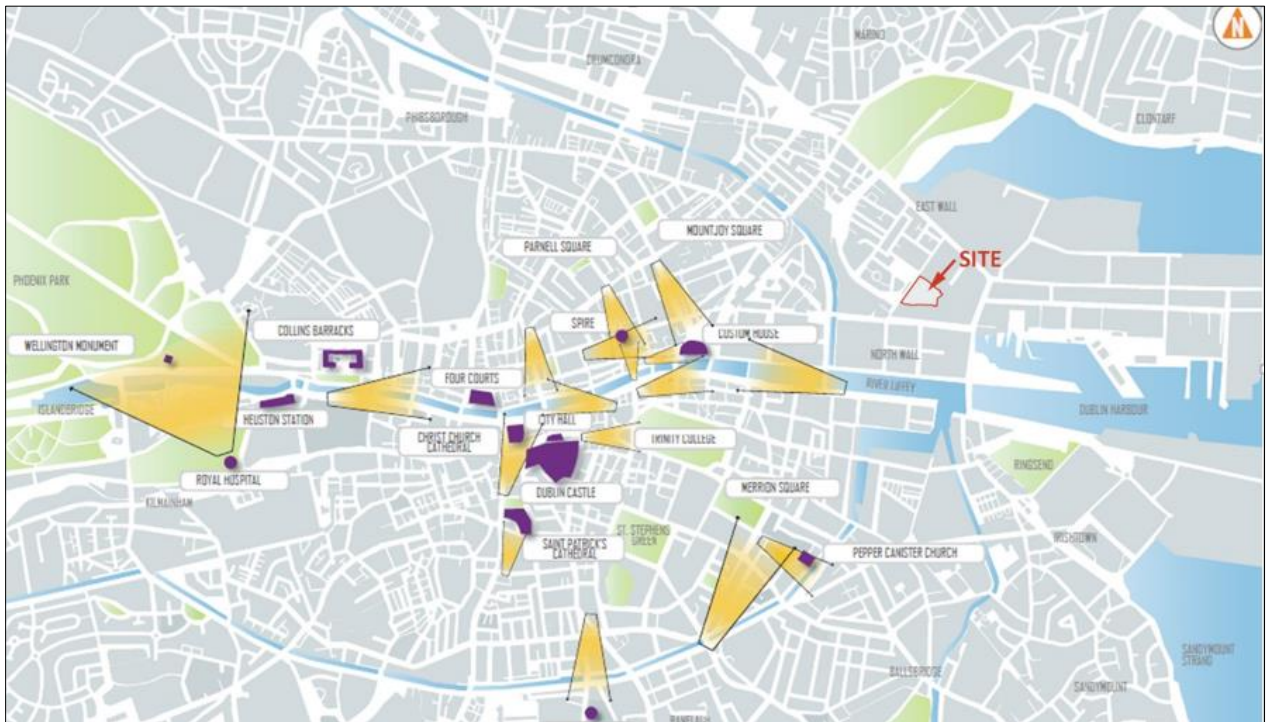 N
MARINO
DRUMCONDRA
PHIBSBOROUGH
CLONTARF
EAST WALL
MOUNTJOY SQUARE
PARNELL SQUARE
SITE
PHOENIX PARK
SPIRE
COLLINS BARRACKS
CUSTOM HOUSE
WELLINGTON MONUMENT
NORTH WALL
FOUR COURTS
RIVER LIFFEY
ISLANDBRIDGE
DUBLIN HARBOUR
HEUSTON STATION
CITY HALL
CHRIST CHURCH
CATHEDRAL
TRINITY COLLEGE
RINGSEND
ROYAL HOSPITAL
MERRION SQUARE
DUBLIN CASTLE
KILMAINHAM
ST. STEPHENS
GREEN
IRISHTOWN
SAINT PATRICK'S
CATHEDRAL
PEPPER CANISTER CHURCH
SANDYMOUNT
STRAND
BALLSBRIDGE
SANDYMOUNT
RANELAGH